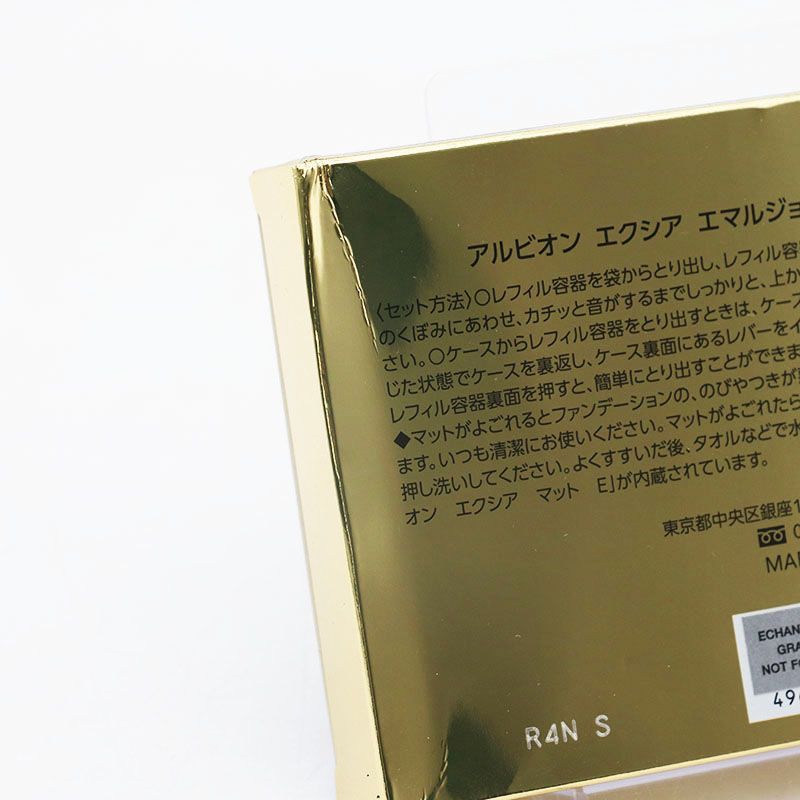 アルビオン エクシア エマルジョ
〈セット方法〉○レフィル容器を袋からとり出し、レフィル容
のくぼみにあわせ、カチッと音がするまでしっかりと、上か
さい。○ケースからレフィル容器をとり出すときは、ケース
じた状態でケースを裏返し、ケース裏面にあるレバーをイ
レフィル容器裏面を押すと、簡単にとり出すことができま
◆マットがよごれるとファンデーションの、のびやつきが
ます。いつも清潔にお使いください。マットがよごれたら
押し洗いしてください。よくすすいだ後、タオルなどで水
オン エクシア マット E」が内蔵されています。
東京都中央区銀座1
0
MA
ECHAN
GRA
NOT FO
49
R4N S